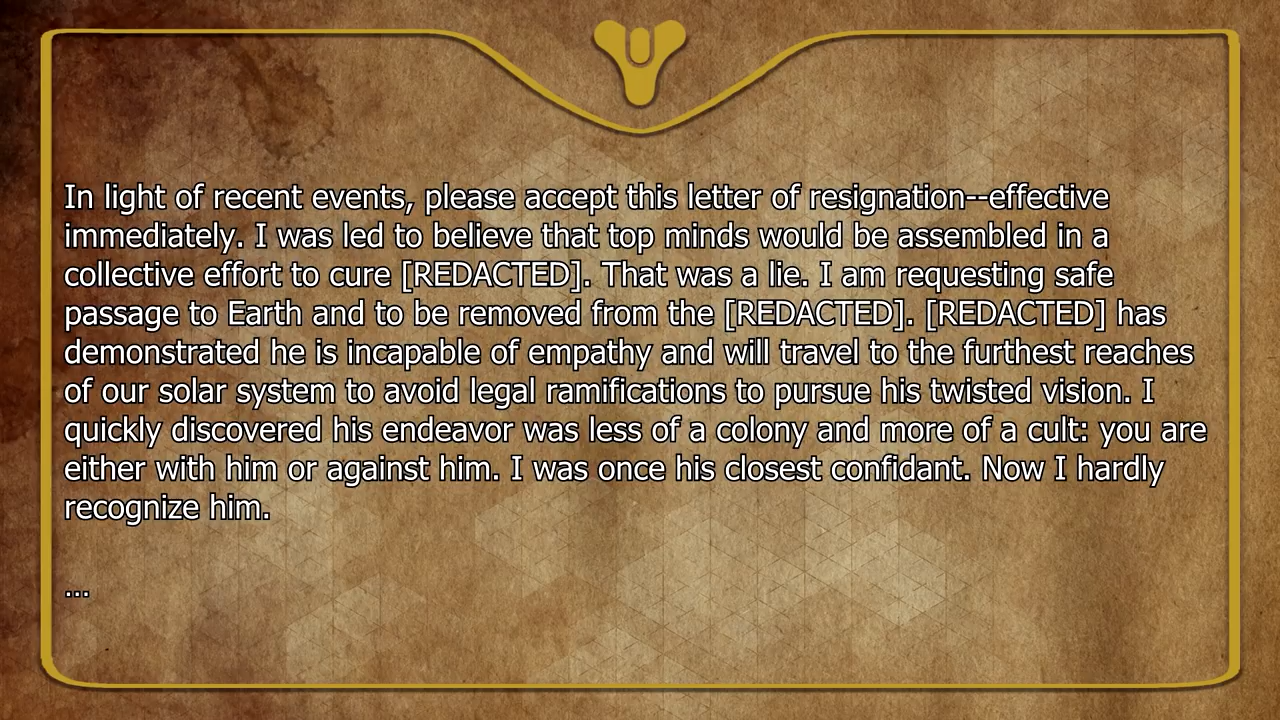 In light of recent events, please accept this letter of resignation--effective
immediately. I was led to believe that top minds would be assembled in a
collective effort to cure [REDACTED]. That was a lie. I am requesting safe
passage to Earth and to be removed from the [REDACTED]. [REDACTED] has
demonstrated he is incapable of empathy and will travel to the furthest reaches
of our solar system to avoid legal ramifications to pursue his twisted vision. I
quickly discovered his endeavor was less of a colony and more of a cult: you are
either with him or against him. I was once his closest confidant. Now I hardly
recognize him.
...